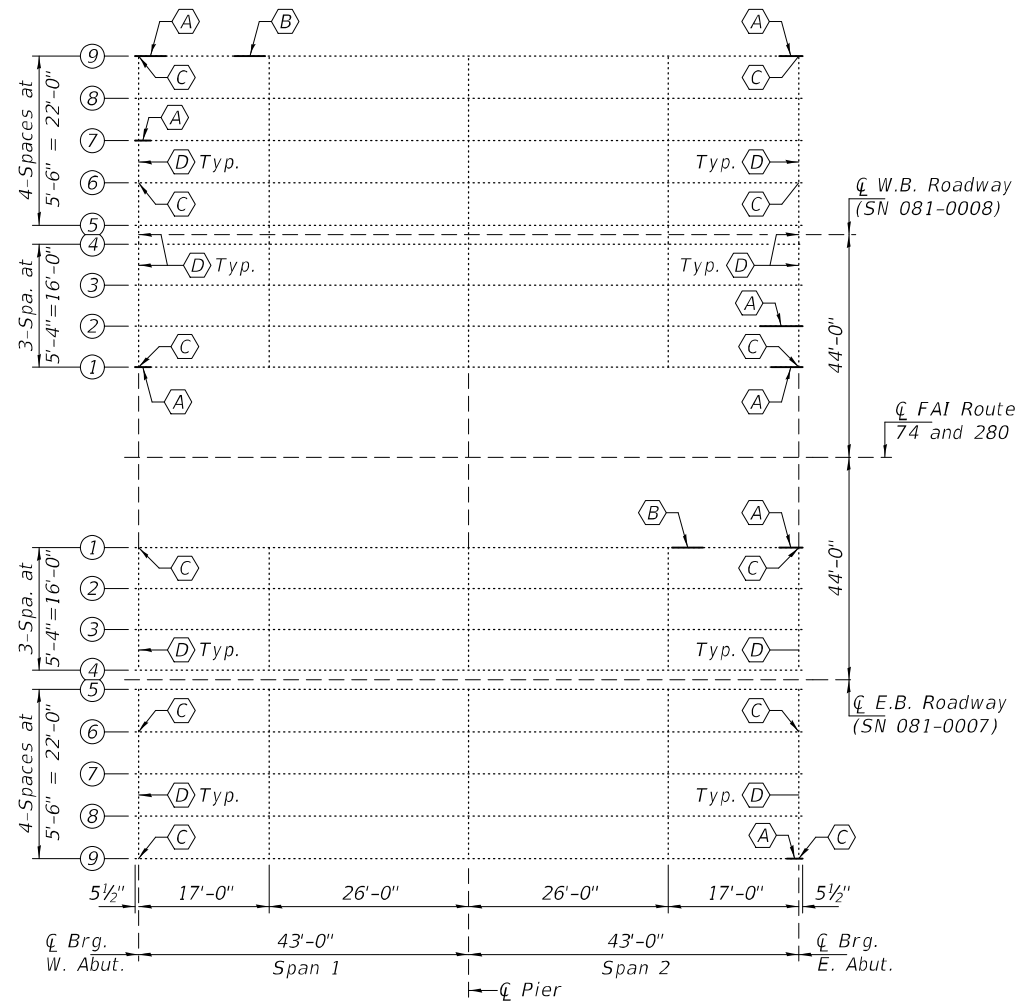 A
B
A
9
C
C
8
A
7
D Typ.
Typ. D
6
C
C
5
4-Spaces at
5'-6" = 22'-0"
℄ W.B. Roadway
(SN 081-0008)
4
D Typ.
Typ. D
3
A
2
C
C
1
A
A
3-Spa. at
5'-4"=16'-0"
44'-0"
℄ FAI Route
74 and 280
B
A
1
C
C
2
3
D Typ.
Typ. D
4
3-Spa. at
5'-4"=16'-0"
44'-0"
5
C
C
℄ E.B. Roadway
(SN 081-0007)
6
7
D Typ.
Typ. D
8
C
A
C
9
4-Spaces at
5'-6" = 22'-0"
5½"
17'-0"
26'-0"
26'-0"
17'-0"
5½"
℄ Brg.
W. Abut.
43'-0"
Span 1
43'-0"
Span 2
℄ Brg.
E. Abut.
℄ Pier